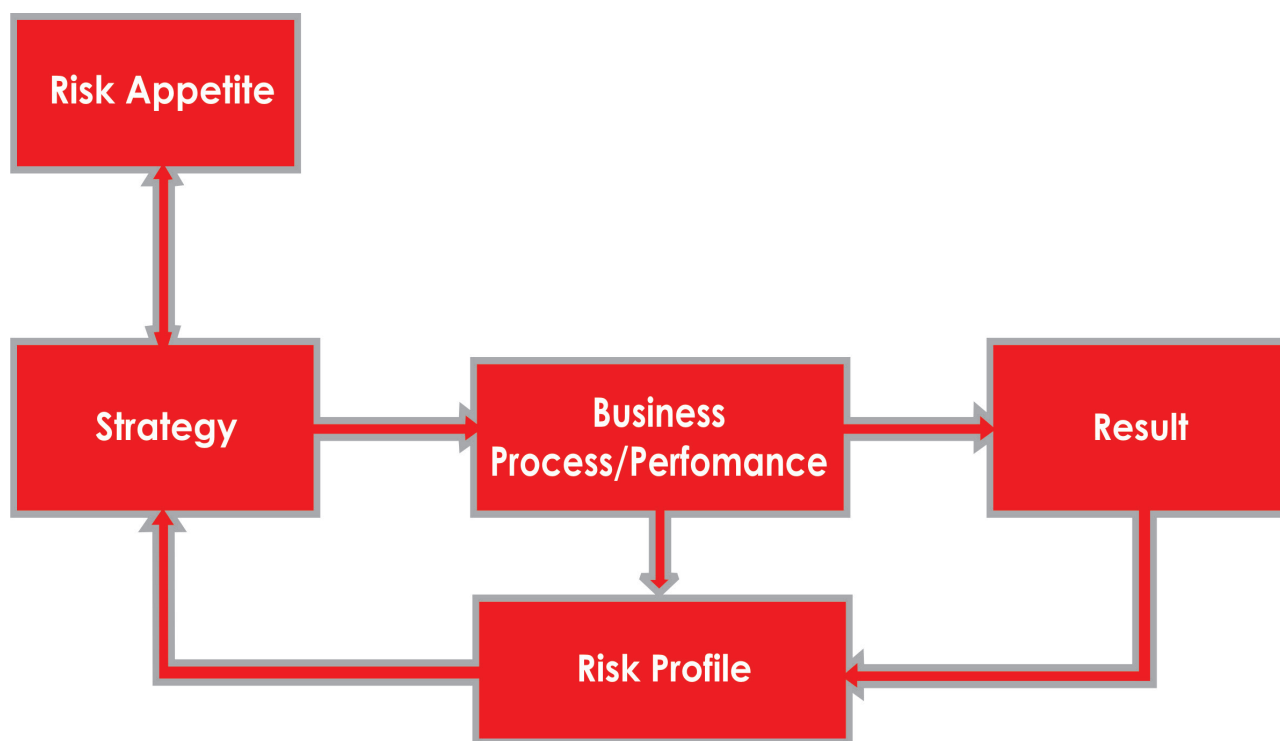 Risk Appetite
Strategy
Business
Process/Perfomance
Result
Risk Profile